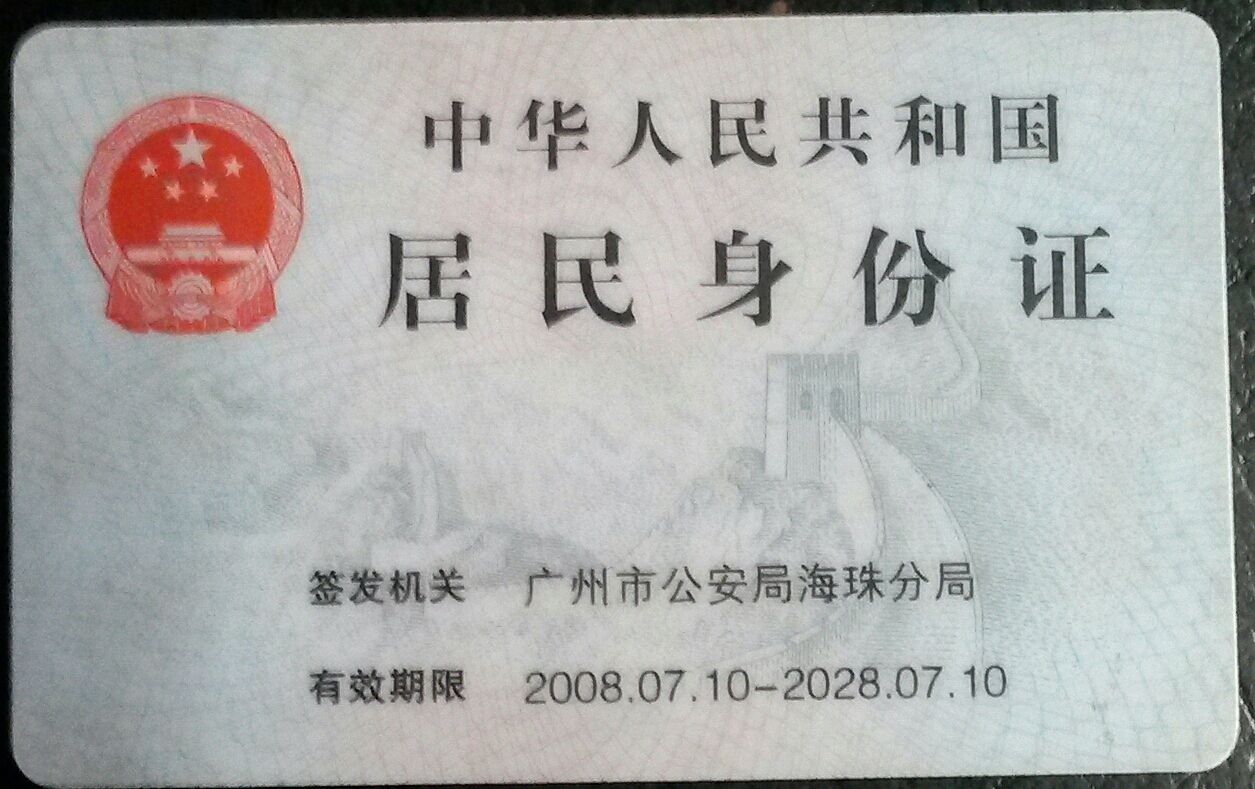 中华人民共和国
居民身份证
签发机关 广州市公安局海珠分局
有效期限 2008.07.10-2028.07.10